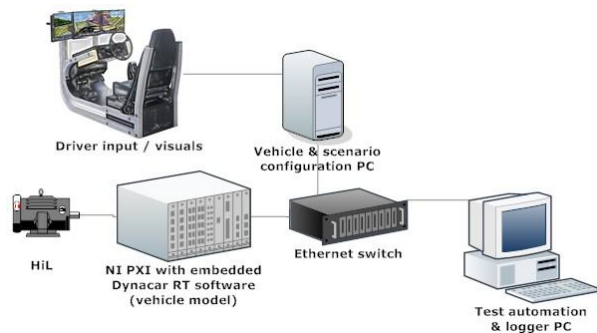 Driver input / visuals
Vehicle & scenario
configuration PC
HiL
NI PXI with embedded
Dynacar RT software
(vehicle model)
Ethernet switch
Test automation
& logger PC